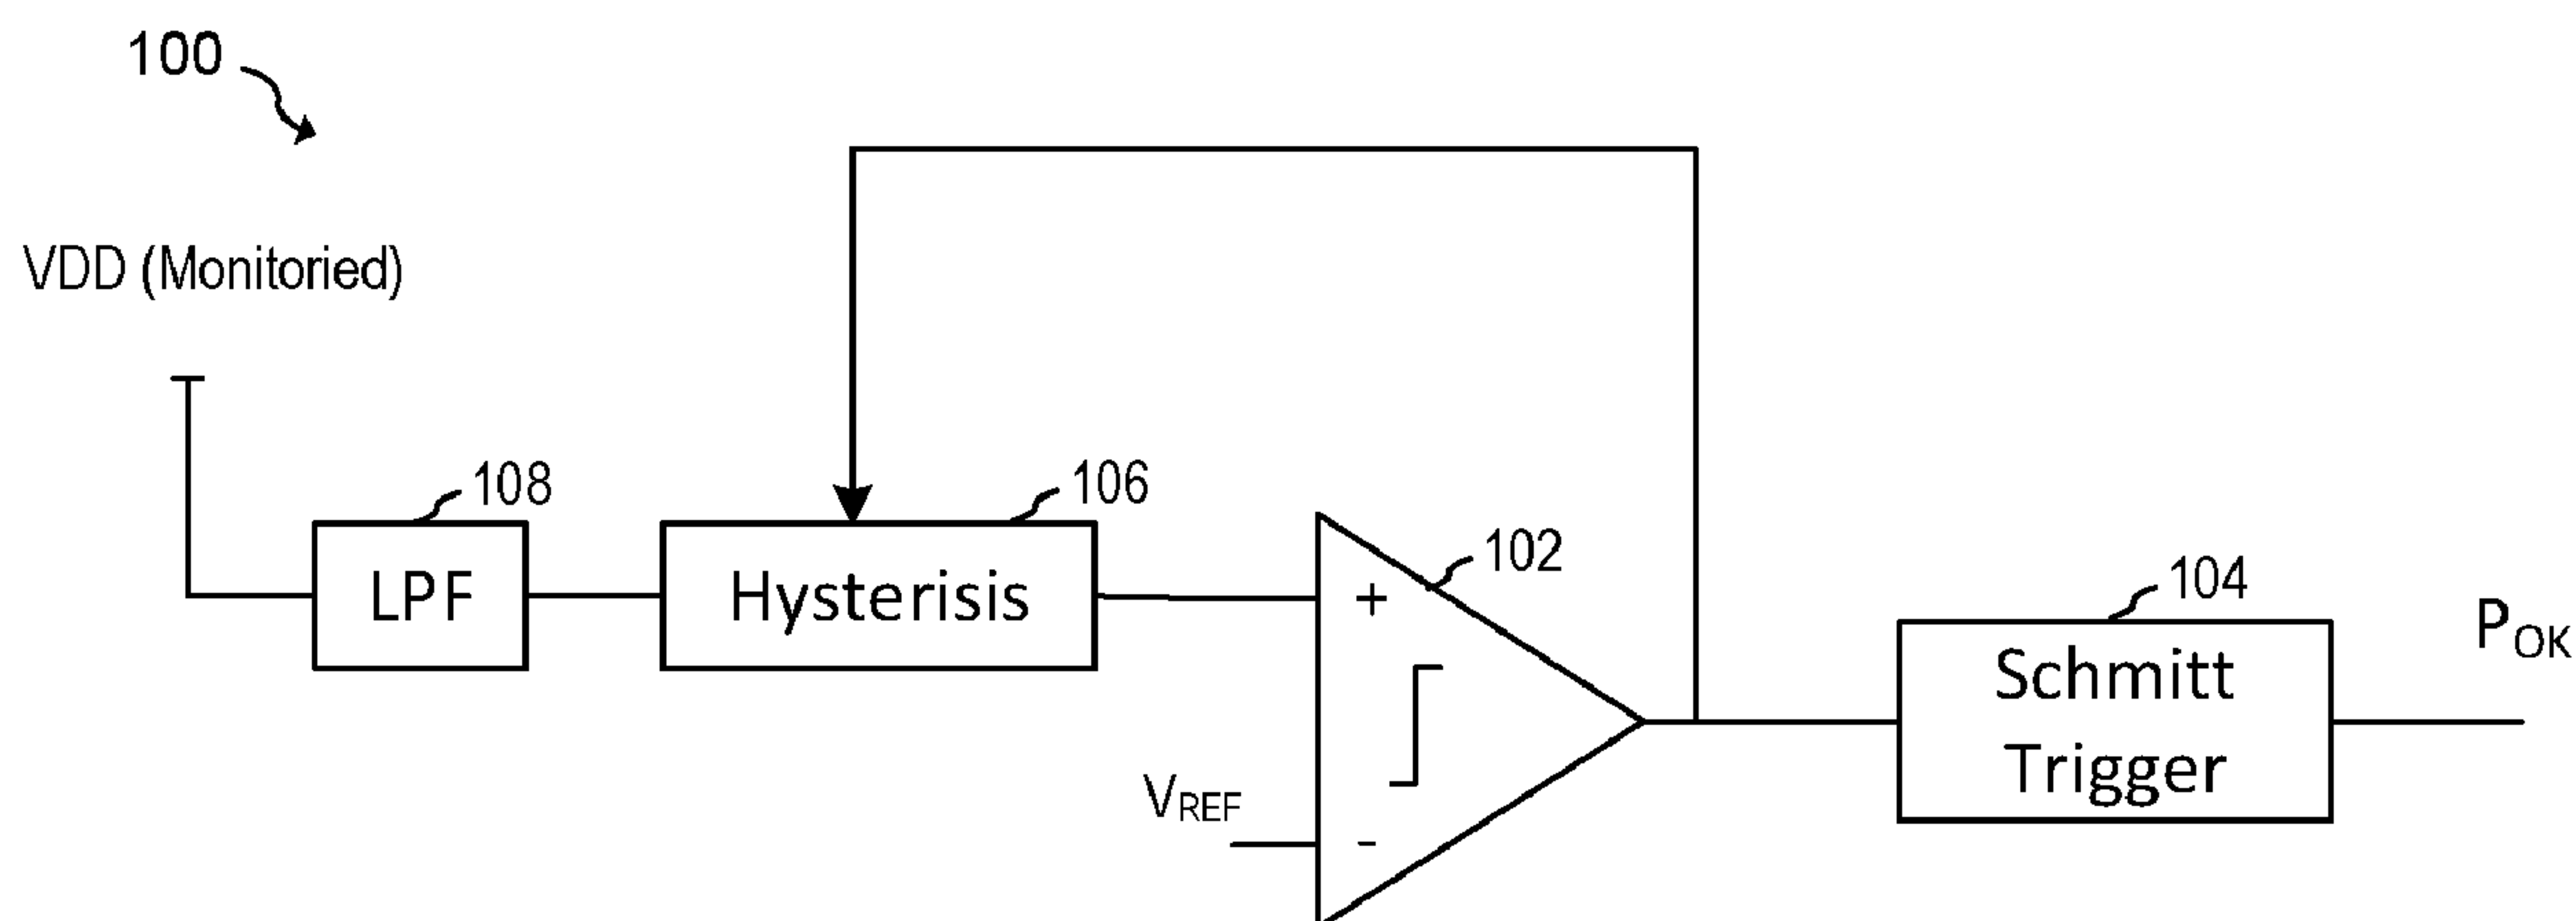 100
VDD (Monitoried)
108
LPF
106
Hysterisis
102
+
VREF
-
104
Schmitt
Trigger
POK